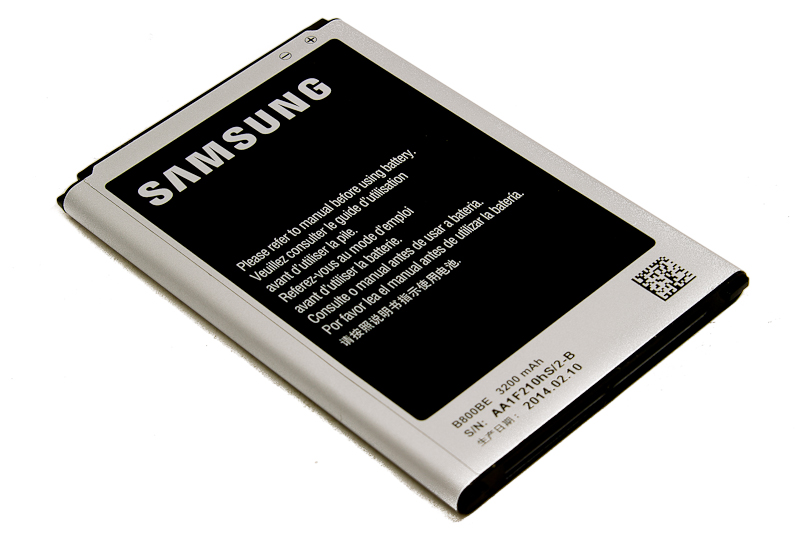 ⊖ ⊕
SAMSUNG
Please refer to manual before using battery.
Veuillez consulter le guide d'utilisation
avant d'utiliser la pile.
Referez-vous au mode d'emploi
avant d'utiliser la batterie.
Consulte o manual antes de usar a bateria.
Por favor lea el manual antes de utilizar la batería.
请按照说明书指示使用电池.
B800BE 3200 mAh
S/N: AA1F210hS/2-B
生产日期: 2014.02.10